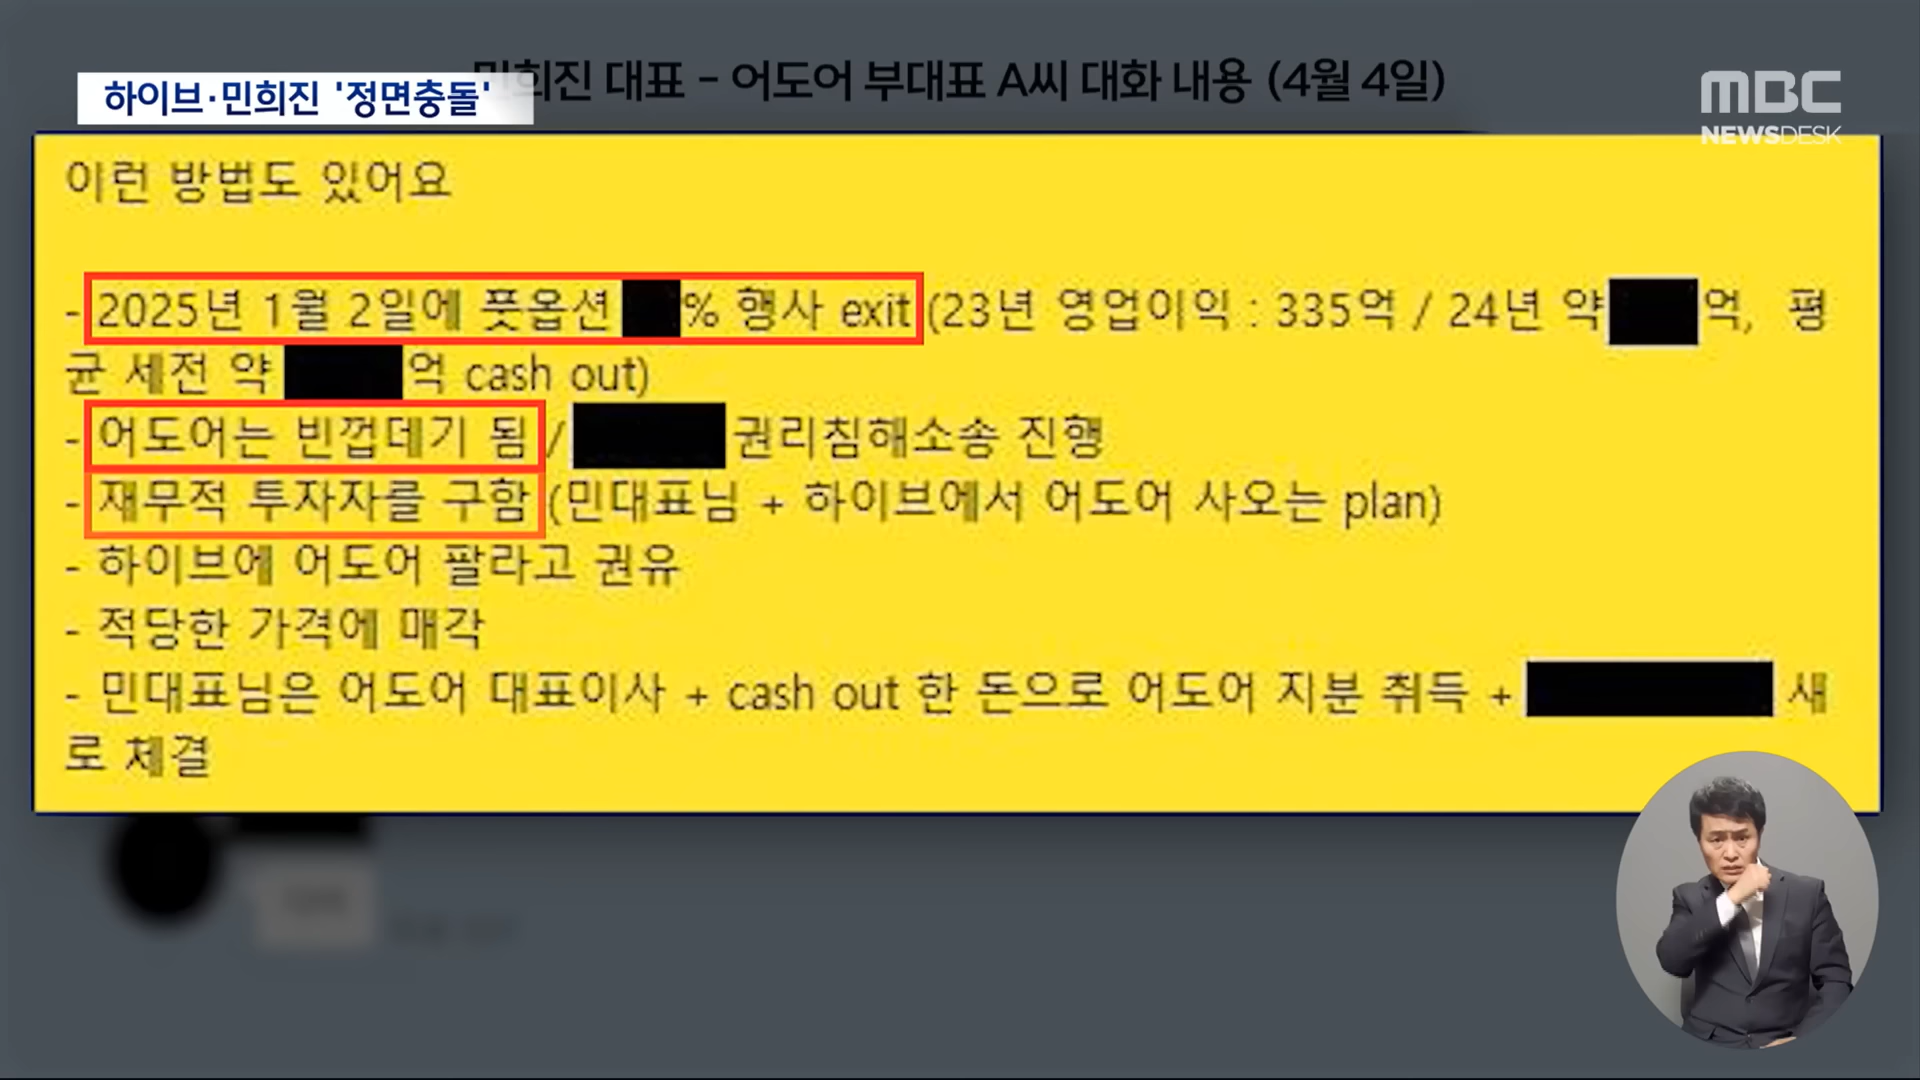 민희진 대표 - 어도어 부대표 A씨 대화 내용 (4월 4일)
하이브·민희진 '정면충돌'
MBC
NEWSDESK
이런 방법도 있어요
- 2025년 1월 2일에 풋옵션 % 행사 exit (23년 영업이익 : 335억 / 24년 약 억, 평
균 세전 약 억 cash out)
- 어도어는 빈껍데기 됨 / 권리침해소송 진행
- 재무적 투자자를 구함 (민대표님 + 하이브에서 어도어 사오는 plan)
- 하이브에 어도어 팔라고 권유
- 적당한 가격에 매각
- 민대표님은 어도어 대표이사 + cash out 한 돈으로 어도어 지분 취득 + 새
로 체결